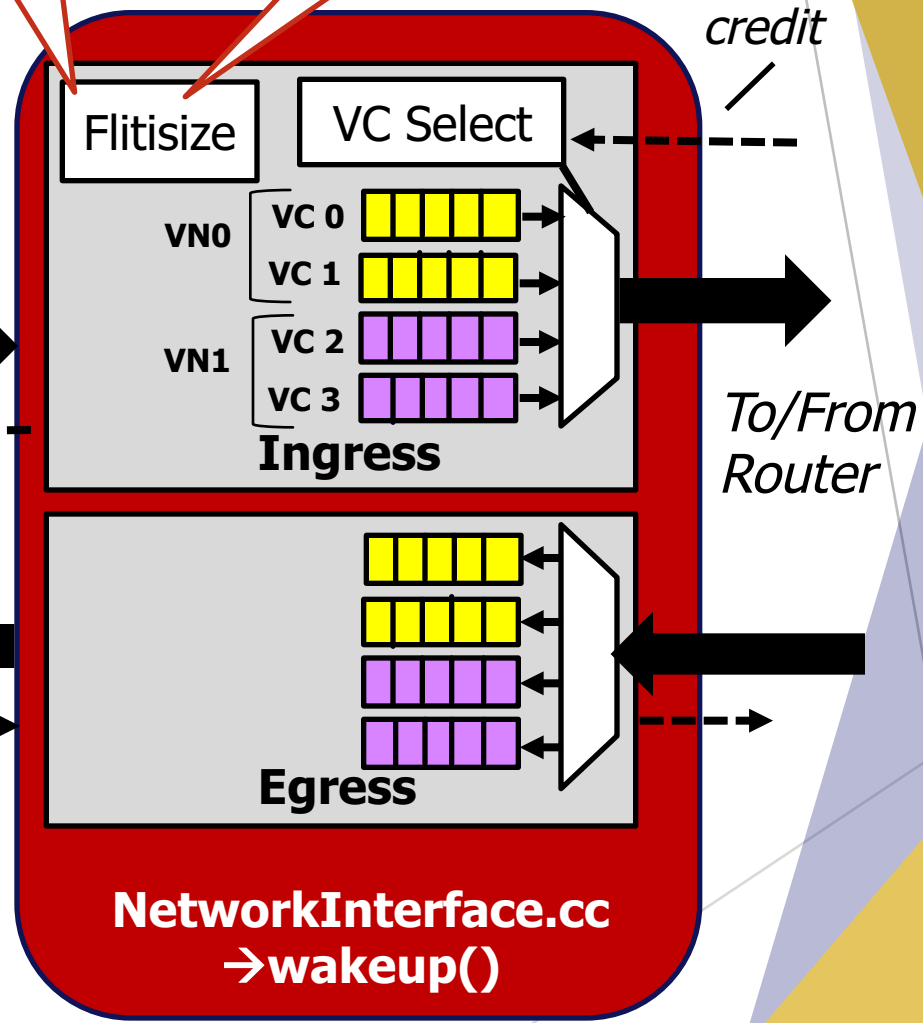 credit
Flitisize
VC Select
VN0
VC 0
VC 1
VN1
VC 2
VC 3
Ingress
To/From
Router
Egress
NetworkInterface.cc
→wakeup()